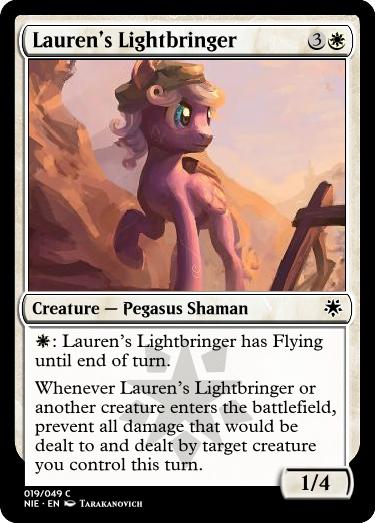 Lauren's Lightbringer 3
Creature — Pegasus Shaman
: Lauren's Lightbringer has Flying
until end of turn.
Whenever Lauren's Lightbringer or
another creature enters the battlefield,
prevent all damage that would be
dealt to and dealt by target creature
you control this turn.
1/4
019/049 C
NIE • EN Tarakanovich